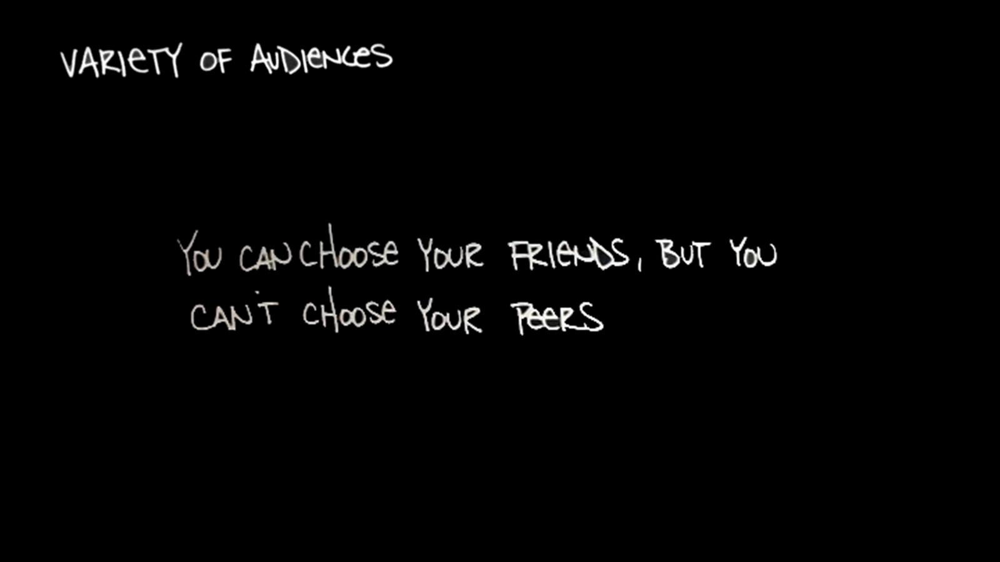 VARIETY OF AUDIENCES
YOU CAN CHOOSE YOUR FRIENDS, BUT YOU
CAN'T CHOOSE YOUR PEERS